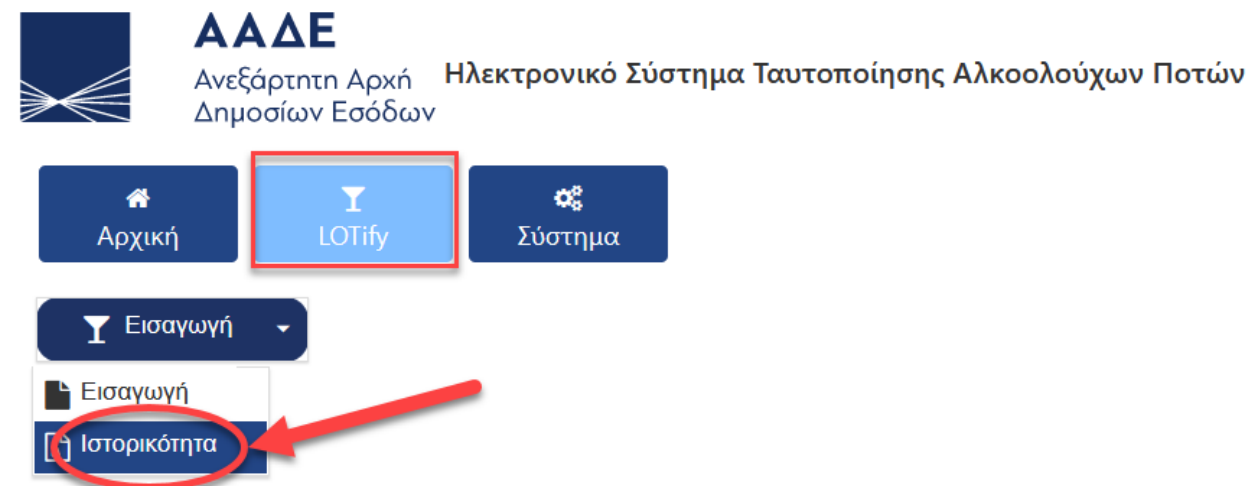 ΑΑΔΕ
Ανεξάρτητη Αρχή
Δημοσίων Εσόδων
Ηλεκτρονικό Σύστημα Ταυτοποίησης Αλκοολούχων Ποτών
Αρχική
LOTify
Σύστημα
Εισαγωγή
Εισαγωγή
Ιστορικότητα